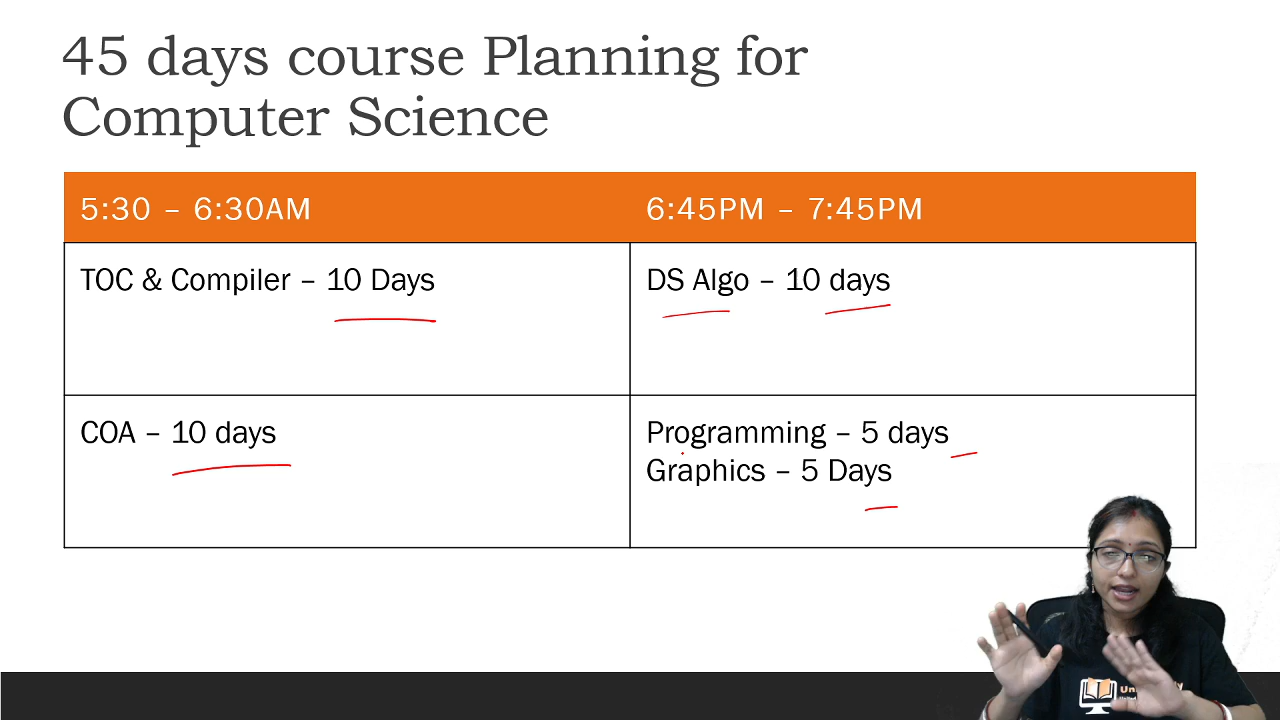 45 days course Planning for
Computer Science
5:30 – 6:30AM
6:45PM – 7:45PM
TOC & Compiler – 10 Days
DS Algo – 10 days
COA – 10 days
Programming – 5 days
Graphics – 5 Days